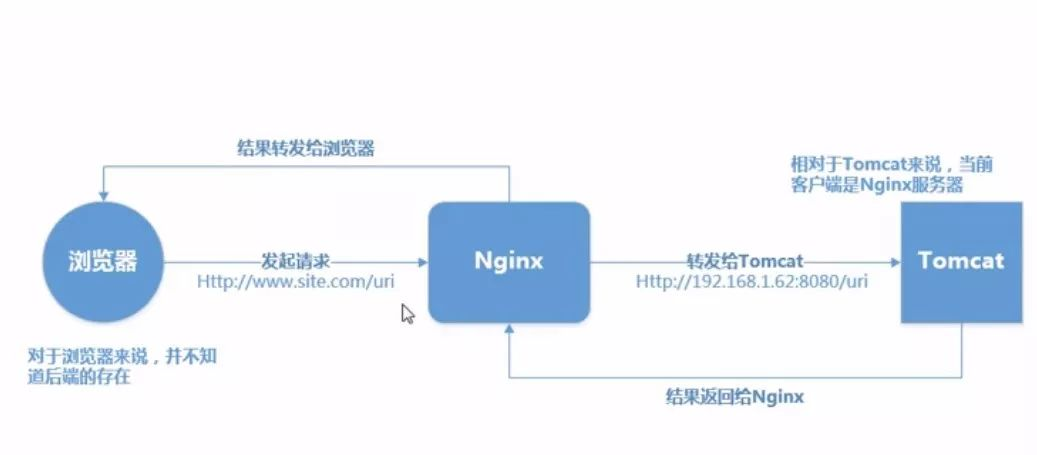 结果转发给浏览器
相对于Tomcat来说，当前
客户端是Nginx服务器
浏览器
发起请求
Http://www.site.com/uri
Nginx
转发给Tomcat
Http://192.168.1.62:8080/uri
Tomcat
对于浏览器来说，并不知
道后端的存在
结果返回给Nginx